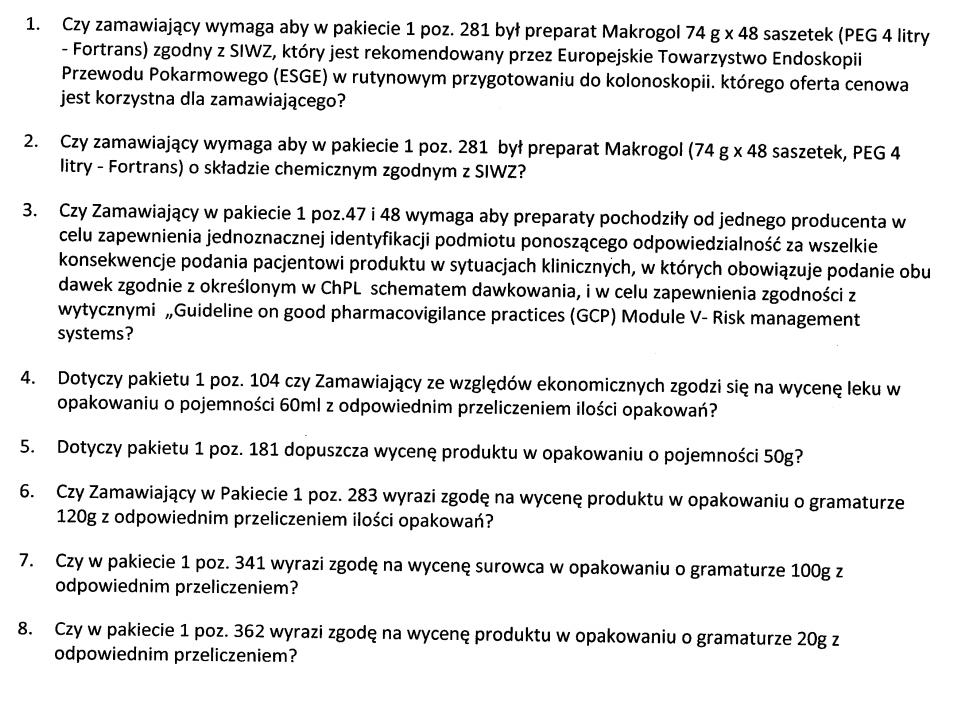 1. Czy zamawiający wymaga aby w pakiecie 1 poz. 281 był preparat Makrogol 74 g x 48 saszetek (PEG 4 litry
- Fortrans) zgodny z SIWZ, który jest rekomendowany przez Europejskie Towarzystwo Endoskopii
Przewodu Pokarmowego (ESGE) w rutynowym przygotowaniu do kolonoskopii. którego oferta cenowa
jest korzystna dla zamawiającego?
2. Czy zamawiający wymaga aby w pakiecie 1 poz. 281 był preparat Makrogol (74 g x 48 saszetek, PEG 4
litry - Fortrans) o składzie chemicznym zgodnym z SIWZ?
3. Czy Zamawiający w pakiecie 1 poz.47 i 48 wymaga aby preparaty pochodziły od jednego producenta w
celu zapewnienia jednoznacznej identyfikacji podmiotu ponoszącego odpowiedzialność za wszelkie
konsekwencje podania pacjentowi produktu w sytuacjach klinicznych, w których obowiązuje podanie obu
dawek zgodnie z określonym w ChPL schematem dawkowania, i w celu zapewnienia zgodności z
wytycznymi „Guideline on good pharmacovigilance practices (GCP) Module V- Risk management
systems?
4. Dotyczy pakietu 1 poz. 104 czy Zamawiający ze względów ekonomicznych zgodzi się na wycenę leku w
opakowaniu o pojemności 60ml z odpowiednim przeliczeniem ilości opakowań?
5. Dotyczy pakietu 1 poz. 181 dopuszcza wycenę produktu w opakowaniu o pojemności 50g?
6. Czy Zamawiający w Pakiecie 1 poz. 283 wyrazi zgodę na wycenę produktu w opakowaniu o gramaturze
120g z odpowiednim przeliczeniem ilości opakowań?
7. Czy w pakiecie 1 poz. 341 wyrazi zgodę na wycenę surowca w opakowaniu o gramaturze 100g z
odpowiednim przeliczeniem?
8. Czy w pakiecie 1 poz. 362 wyrazi zgodę na wycenę produktu w opakowaniu o gramaturze 20g z
odpowiednim przeliczeniem?